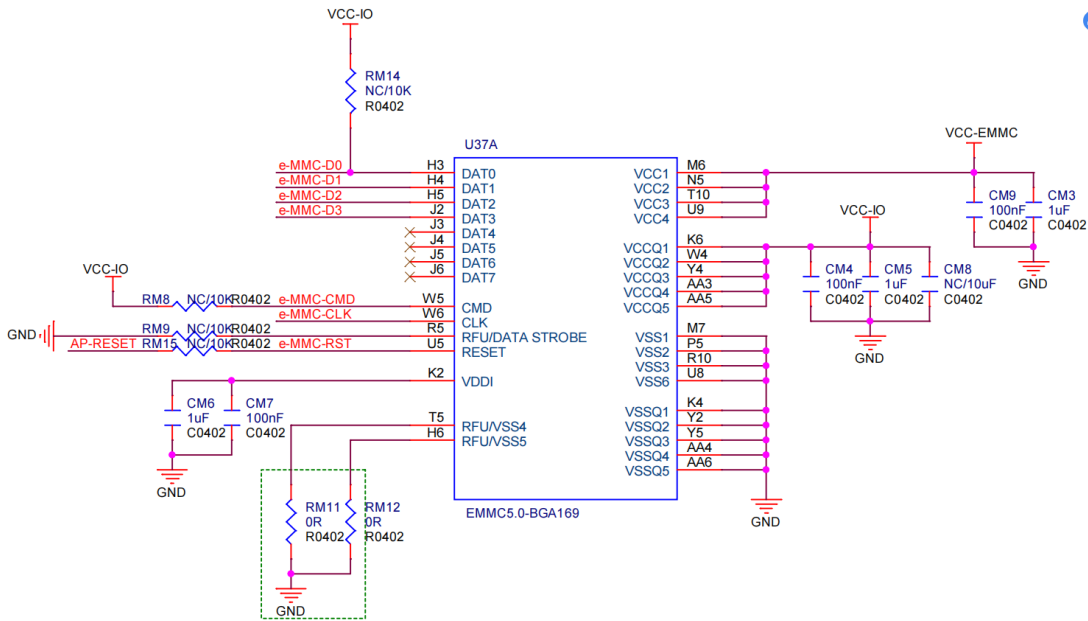 VCC-IO
RM14
NC/10K
R0402
U37A
e-MMC-D0 H3 DAT0
e-MMC-D1 H4 DAT1
e-MMC-D2 H5 DAT2
e-MMC-D3 J2 DAT3
J3 DAT4
J4 DAT5
J5 DAT6
J6 DAT7
VCC-IO
RM8 NC/10K R0402 e-MMC-CMD W5 CMD
e-MMC-CLK W6 CLK
GND RM9 NC/10K R0402 R5 RFU/DATA STROBE
AP-RESET RM15 NC/10K R0402 e-MMC-RST U5 RESET
K2 VDDI
CM6
1uF
C0402
CM7
100nF
C0402
GND
T5 RFU/VSS4
H6 RFU/VSS5
RM11
0R
R0402
RM12
0R
R0402
GND
EMMC5.0-BGA169
VCC1 M6
VCC2 N5
VCC3 T10
VCC4 U9
VCCQ1 K6
VCCQ2 W4
VCCQ3 Y4
VCCQ4 AA3
VCCQ5 AA5
VSS1 M7
VSS2 P5
VSS3 R10
VSS6 U8
VSSQ1 K4
VSSQ2 Y2
VSSQ3 Y5
VSSQ4 AA4
VSSQ5 AA6
GND
VCC-EMMC
CM9
100nF
C0402
CM3
1uF
C0402
GND
VCC-IO
CM4
100nF
C0402
CM5
1uF
C0402
CM8
NC/10uF
C0402
GND